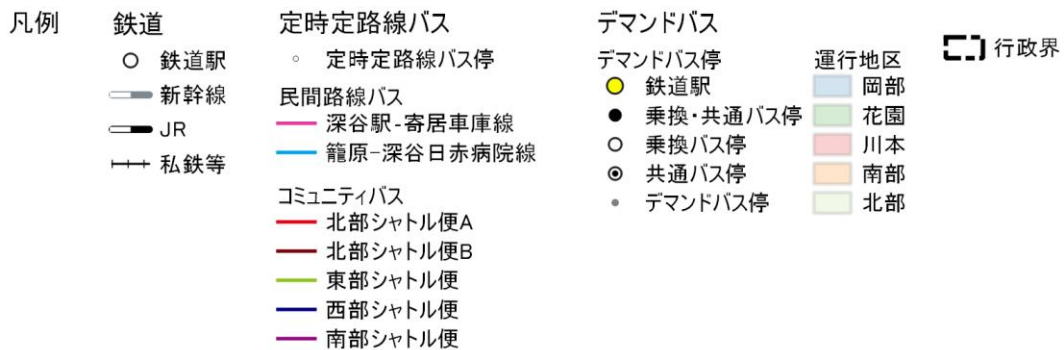 凡例
鉄道
鉄道駅
新幹線
JR
私鉄等
定時定路線バス
定時定路線バス停
民間路線バス
深谷駅-寄居車庫線
籠原-深谷日赤病院線
コミュニティバス
北部シャトル便A
北部シャトル便B
東部シャトル便
西部シャトル便
南部シャトル便
デマンドバス
デマンドバス停
鉄道駅
乗換・共通バス停
乗換バス停
共通バス停
デマンドバス停
運行地区
岡部
花園
川本
南部
北部
行政界